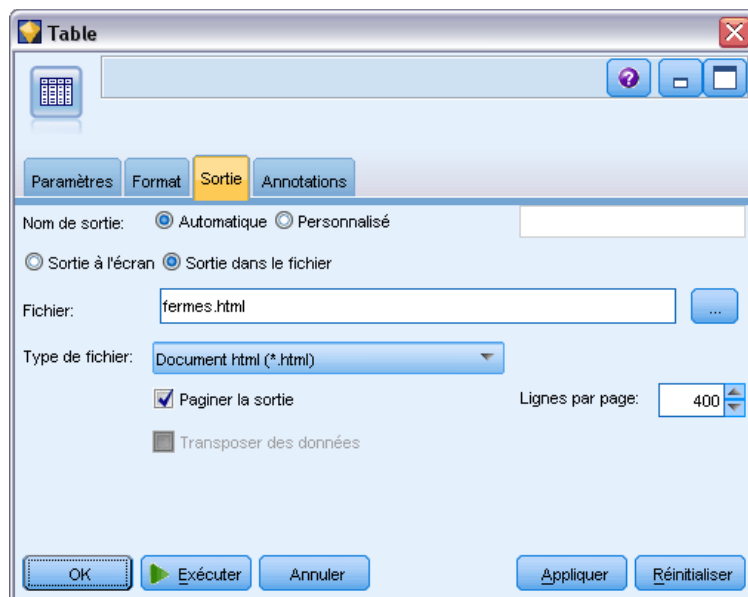 Table
Paramètres Format Sortie Annotations
Nom de sortie: Automatique Personnalisé
Sortie à l'écran Sortie dans le fichier
Fichier: fermes.html ...
Type de fichier: Document html (*.html)
Paginer la sortie Lignes par page: 400
Transposer des données
OK Exécuter Annuler Appliquer Réinitialiser